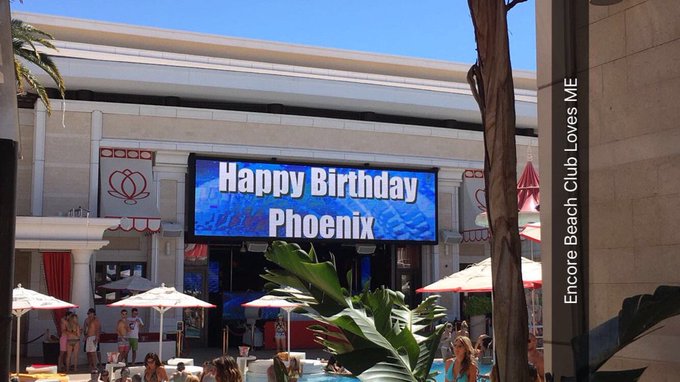 Happy Birthday
Phoenix
Encore Beach Club Loves ME